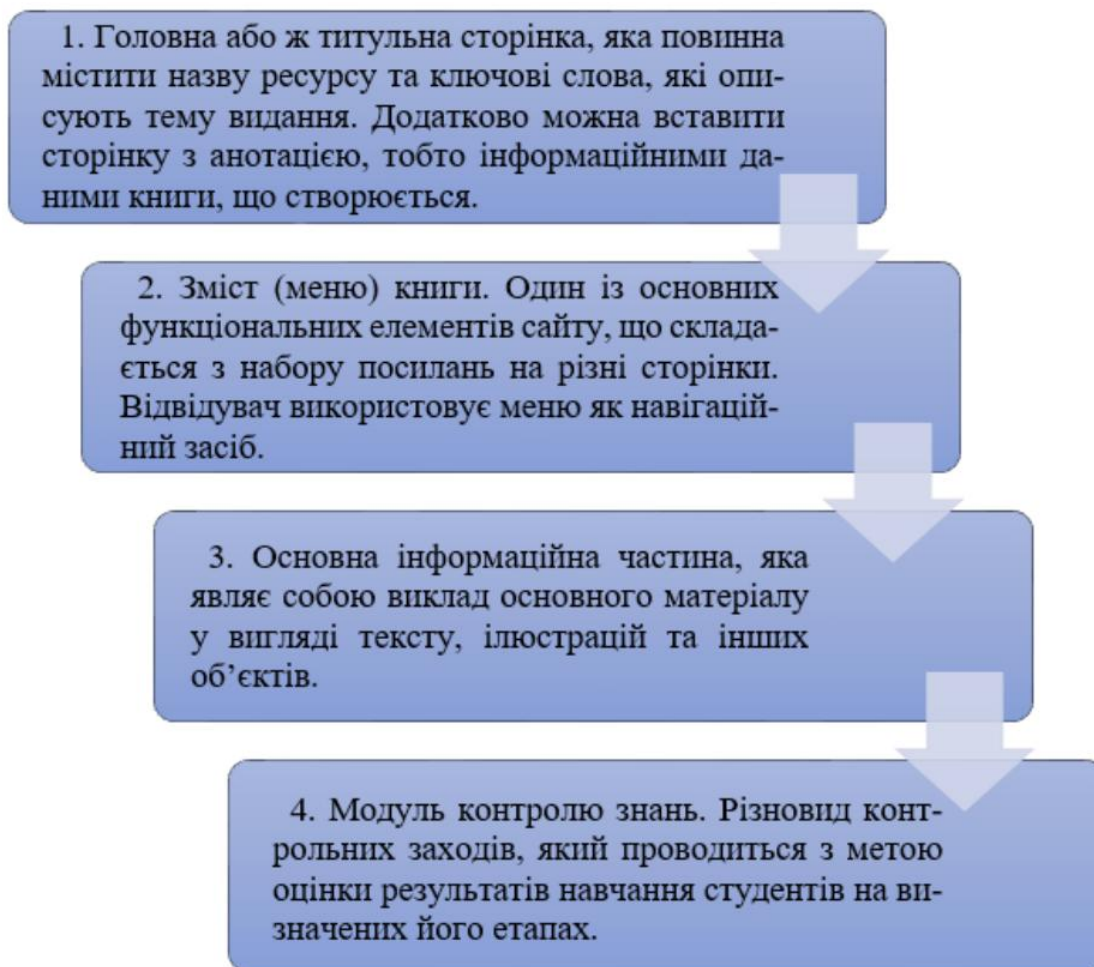 1. Головна або ж титульна сторінка, яка повинна
містити назву ресурсу та ключові слова, які опи-
сують тему видання. Додатково можна вставити
сторінку з анотацією, тобто інформаційними да-
ними книги, що створюється.
2. Зміст (меню) книги. Один із основних
функціональних елементів сайту, що склада-
ється з набору посилань на різні сторінки.
Відвідувач використовує меню як навігацій-
ний засіб.
3. Основна інформаційна частина, яка
являє собою виклад основного матеріалу
у вигляді тексту, ілюстрацій та інших
об’єктів.
4. Модуль контролю знань. Різновид конт-
рольних заходів, який проводиться з метою
оцінки результатів навчання студентів на ви-
значених його етапах.